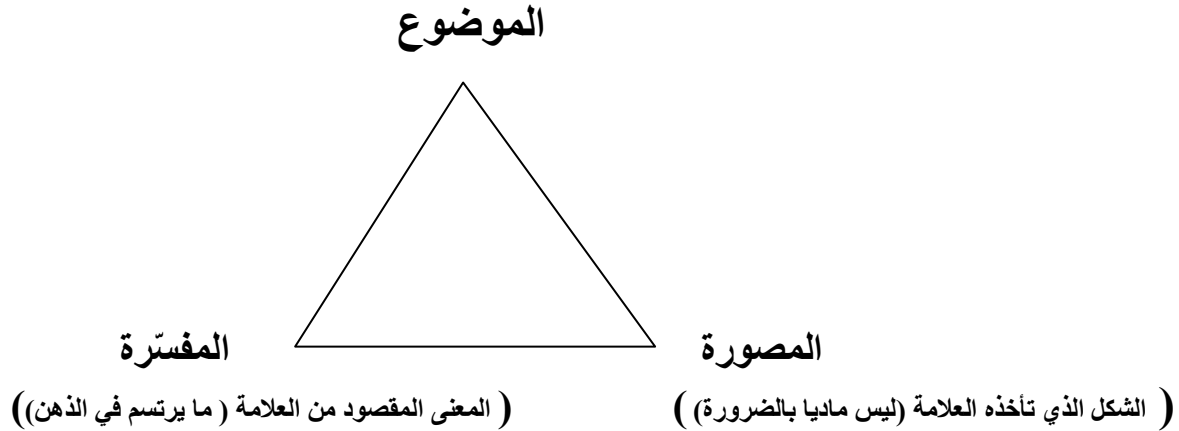 الموضوع
المصورة
المفسّرة
( الشكل الذي تأخذه العلامة (ليس ماديا بالضرورة) )
( المعنى المقصود من العلامة ( ما يرتسم في الذهن))